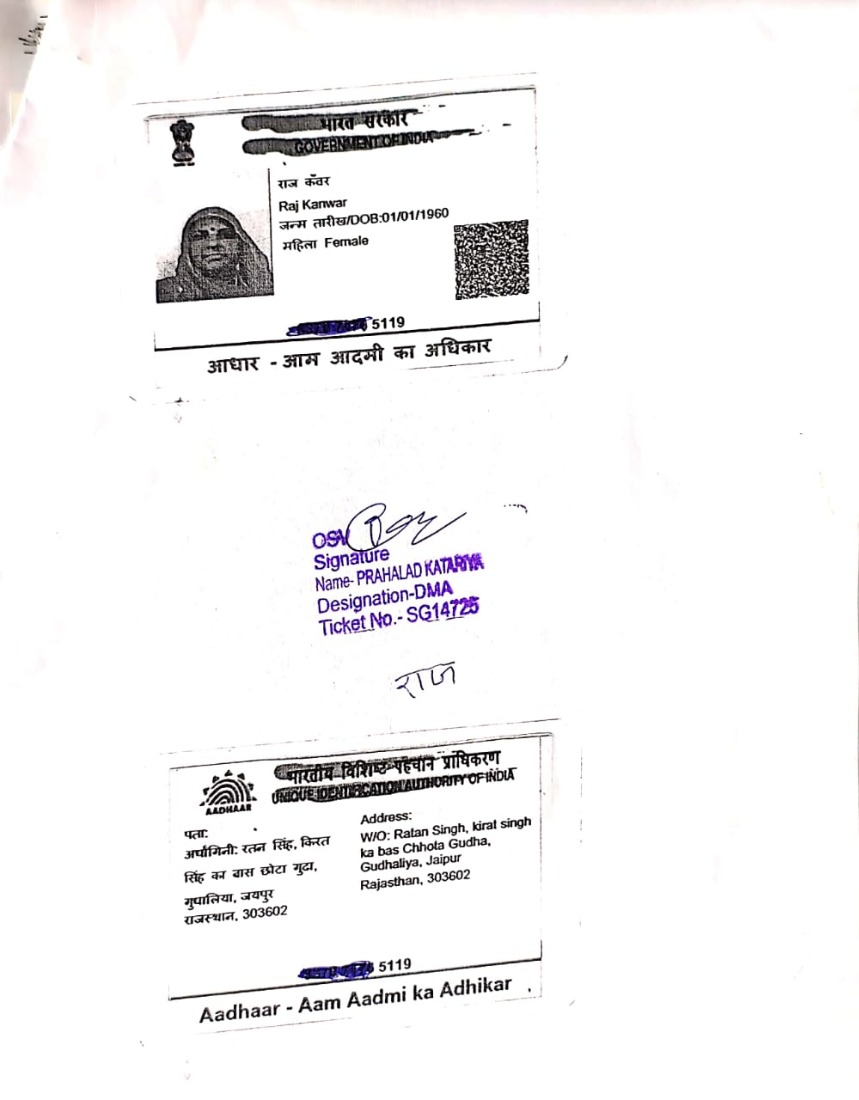 भारत सरकार
GOVERNMENT OF INDIA
राज कँवर
Raj Kanwar
जन्म तारीख/DOB:01/01/1960
महिला Female
5119
आधार - आम आदमी का अधिकार
OSV
Signature
Name- PRAHALAD KATARIYA
Designation-DMA
Ticket No.- SG14725
राज
भारतीय विशिष्ट पहचान प्राधिकरण
UNIQUE IDENTIFICATION AUTHORITY OF INDIA
AADHAAR
पता:
अर्धांगिनी: रतन सिंह, किरत
सिंह का बास छोटा गुढा,
गुधालिया, जयपुर
राजस्थान, 303602
Address:
W/O: Ratan Singh, kirat singh
ka bas Chhota Gudha,
Gudhaliya, Jaipur
Rajasthan, 303602
5119
Aadhaar - Aam Aadmi ka Adhikar